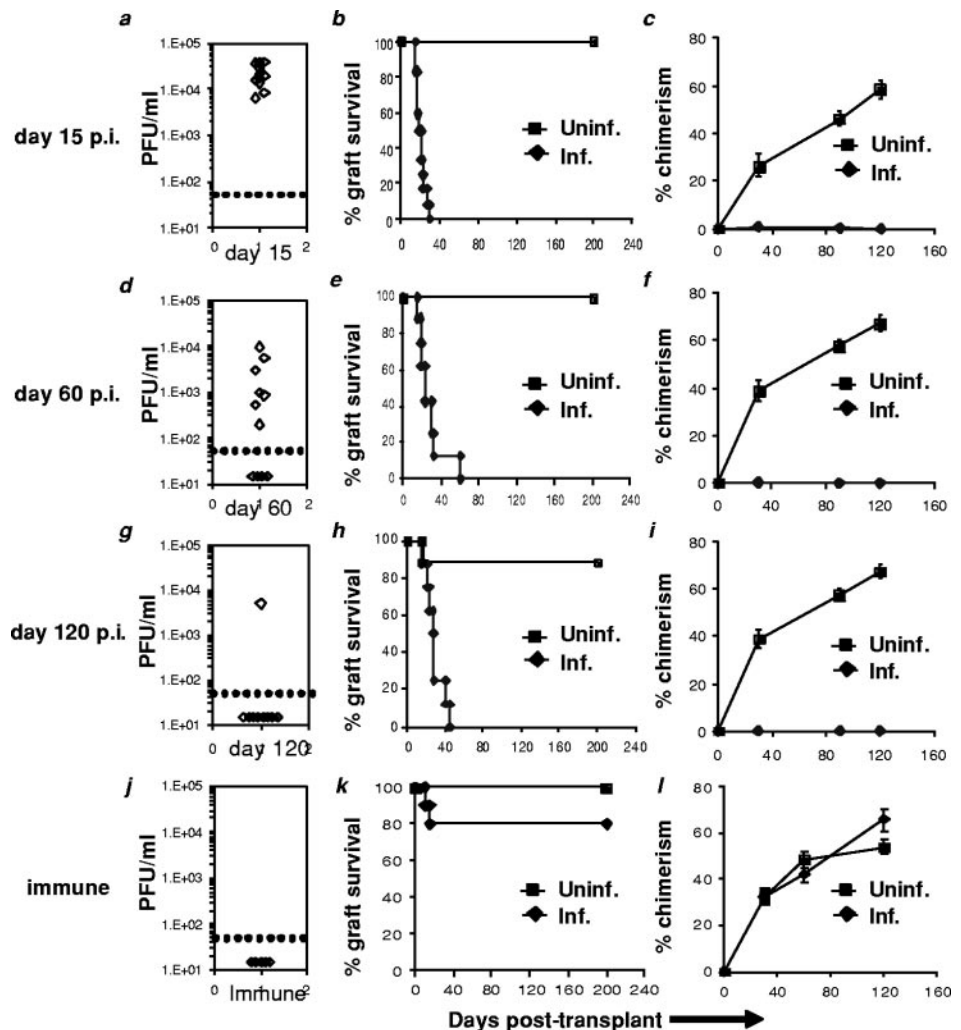 a b c
day 15 p.i.
PFU/ml
1.E+05
1.E+04
1.E+03
1.E+02
1.E+01
0 1 2
day 15
% graft survival
100
80
60
40
20
0
0 40 80 120 160 200 240
Uninf.
Inf.
% chimerism
80
60
40
20
0
0 40 80 120 160
Uninf.
Inf.
d e f
day 60 p.i.
PFU/ml
1.E+05
1.E+04
1.E+03
1.E+02
1.E+01
0 1 2
day 60
% graft survival
100
80
60
40
20
0
0 40 80 120 160 200 240
Uninf.
Inf.
% chimerism
80
60
40
20
0
0 40 80 120 160
Uninf.
Inf.
g h i
day 120 p.i.
PFU/ml
1.E+05
1.E+04
1.E+03
1.E+02
1.E+01
0 1 2
day 120
% graft survival
100
80
60
40
20
0
0 40 80 120 160 200 240
Uninf.
Inf.
% chimerism
80
60
40
20
0
0 40 80 120 160
Uninf.
Inf.
j k l
immune
PFU/ml
1.E+05
1.E+04
1.E+03
1.E+02
1.E+01
0 1 2
Immune
% graft survival
100
80
60
40
20
0
0 40 80 120 160 200 240
Uninf.
Inf.
% chimerism
80
60
40
20
0
0 40 80 120 160
Uninf.
Inf.
Days post-transplant